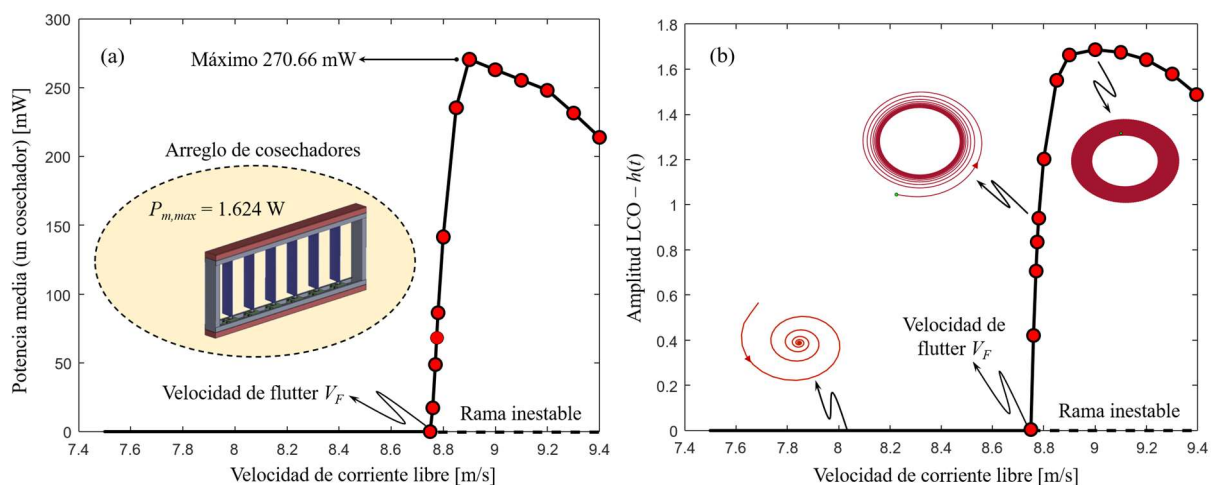 (a)
Máximo 270.66 mW
Arreglo de cosechadores
P_{m,max} = 1.624 W
Velocidad de flutter V_F
Rama inestable
Potencia media (un cosechador) [mW]
300
250
200
150
100
50
0
7.4 7.6 7.8 8 8.2 8.4 8.6 8.8 9 9.2 9.4
Velocidad de corriente libre [m/s]
(b)
Velocidad de
flutter V_F
Rama inestable
Amplitud LCO – h(t)
1.8
1.6
1.4
1.2
1
0.8
0.6
0.4
0.2
0
7.4 7.6 7.8 8 8.2 8.4 8.6 8.8 9 9.2 9.4
Velocidad de corriente libre [m/s]